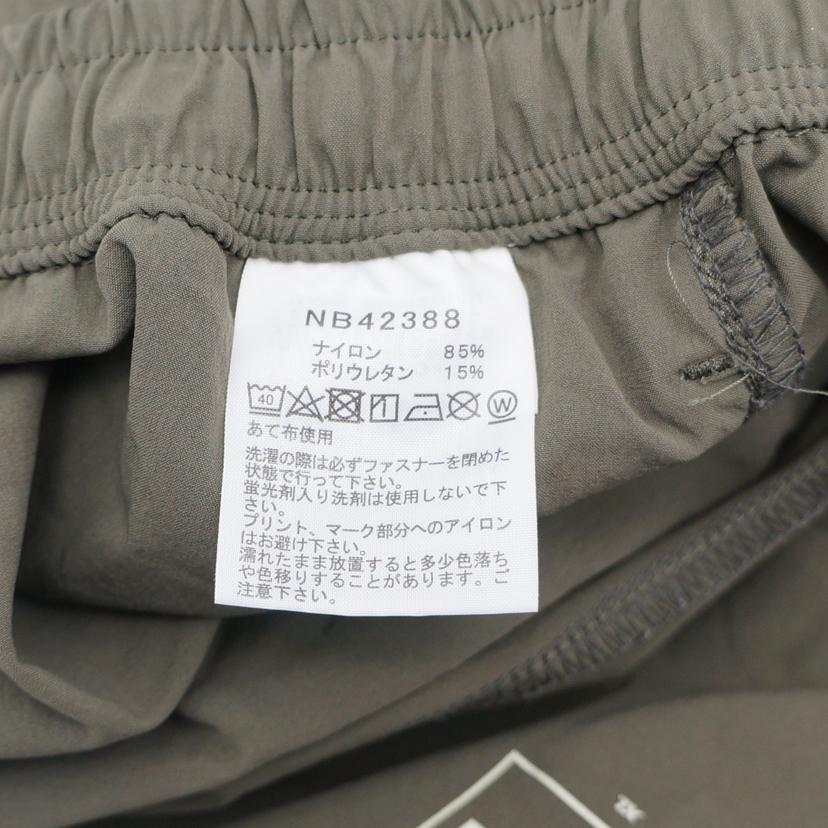 NB42388
ナイロン 85%
ポリウレタン 15%
40 W
あて布使用
洗濯の際は必ずファスナーを閉めた
状態で行って下さい。
蛍光剤入り洗剤は使用しないで下
さい。
プリント、マーク部分へのアイロン
はお避け下さい。
濡れたまま放置すると多少色落ち
や色移りすることがあります。ご
注意下さい。